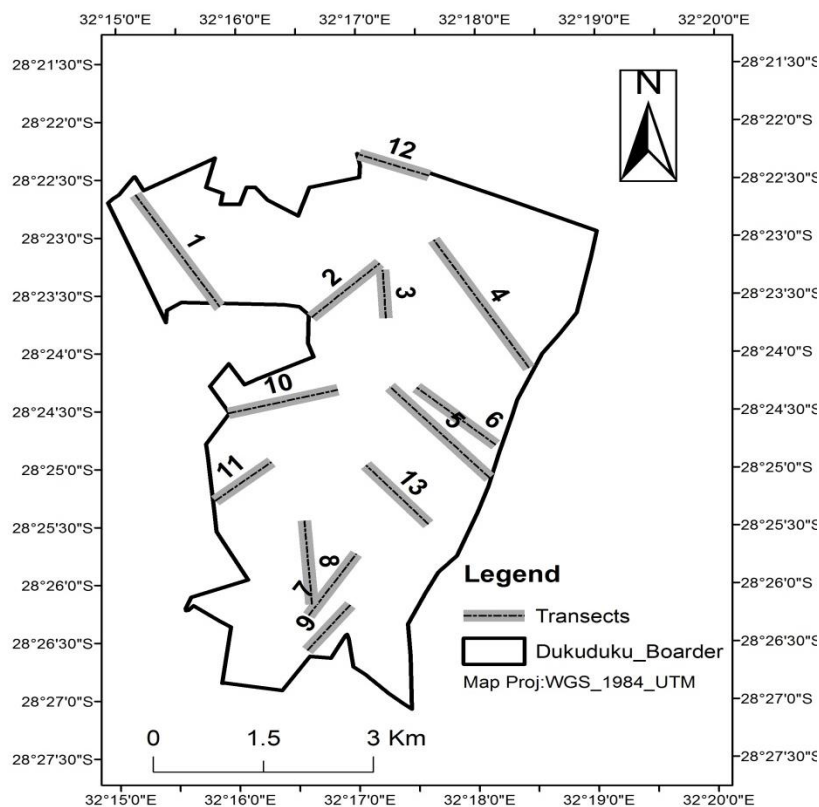 32°15'0"E 32°16'0"E 32°17'0"E 32°18'0"E 32°19'0"E 32°20'0"E
28°21'30"S 28°21'30"S
N
28°22'0"S 28°22'0"S
12
28°22'30"S 28°22'30"S
28°23'0"S 28°23'0"S
1
2
3
4
28°23'30"S 28°23'30"S
28°24'0"S 28°24'0"S
10
28°24'30"S 28°24'30"S
5
6
11
13
28°25'0"S 28°25'0"S
28°25'30"S 28°25'30"S
8
7
28°26'0"S 28°26'0"S
9
28°26'30"S 28°26'30"S
28°27'0"S 28°27'0"S
28°27'30"S 28°27'30"S
Legend
Transects
Dukuduku_Boarder
Map Proj:WGS_1984_UTM
0 1.5 3 Km
32°15'0"E 32°16'0"E 32°17'0"E 32°18'0"E 32°19'0"E 32°20'0"E